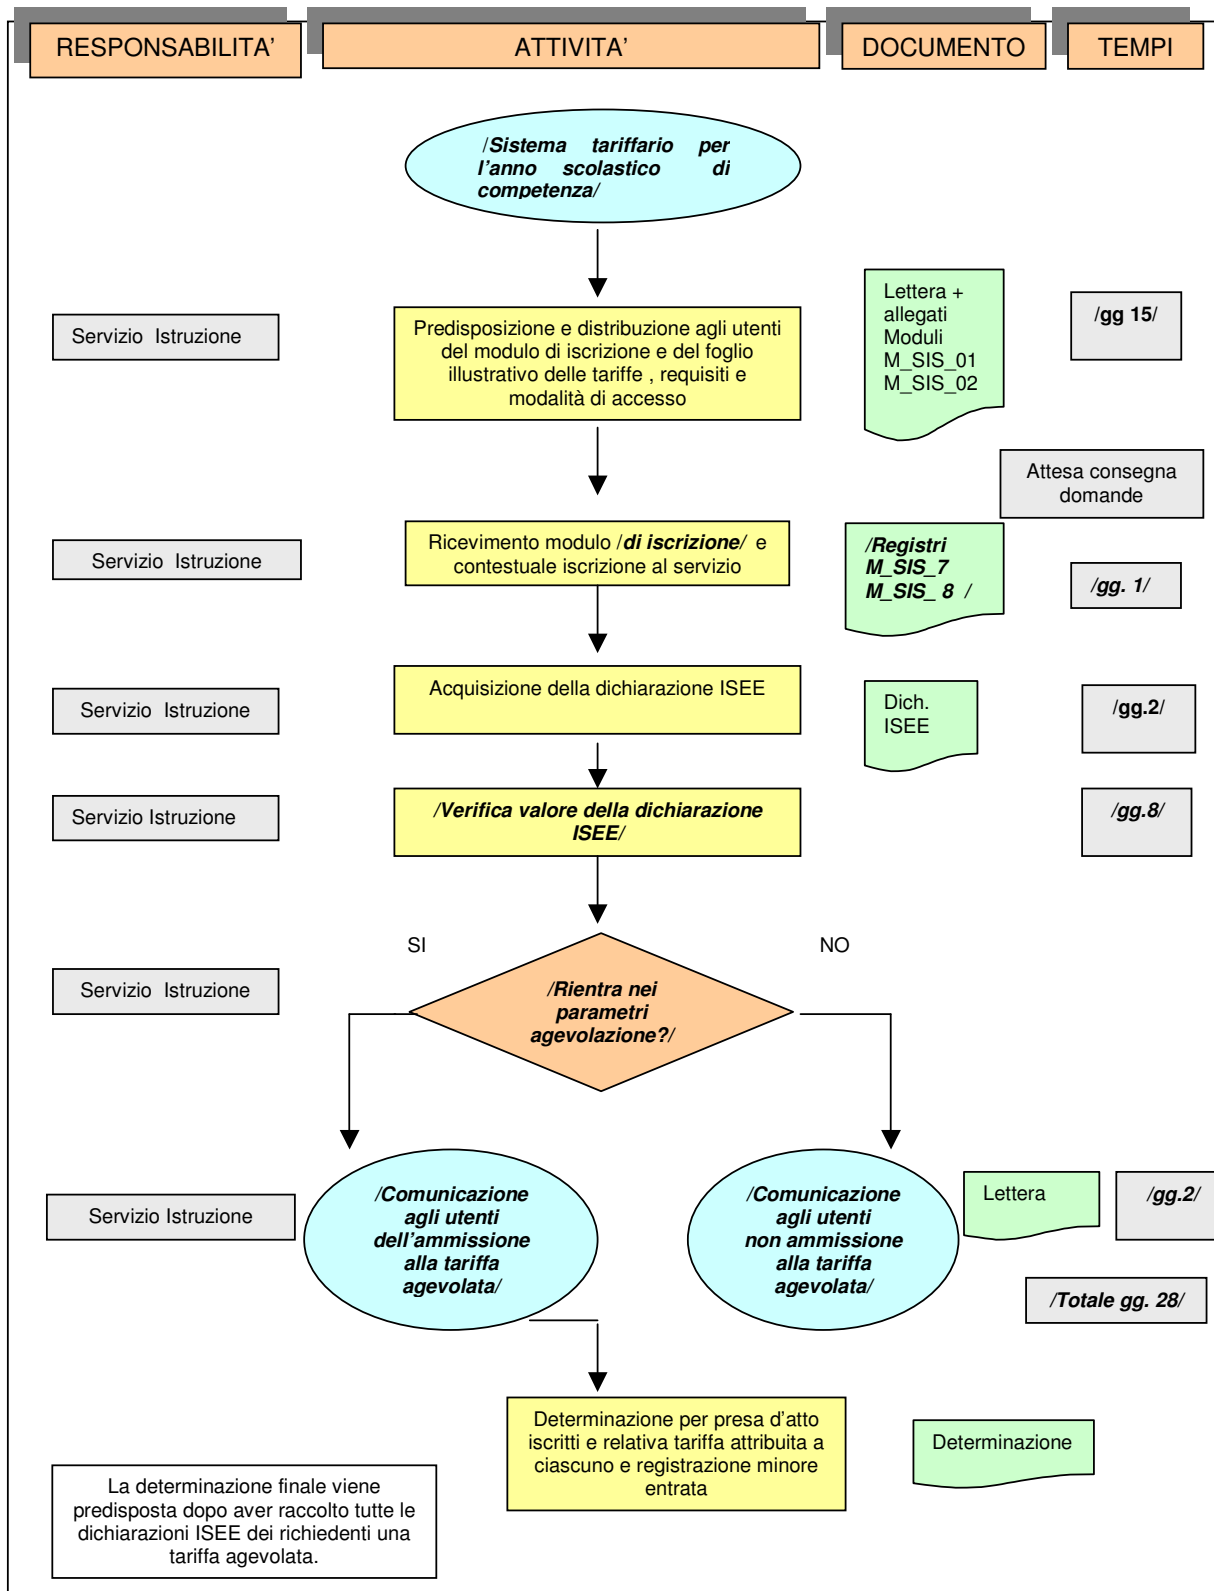 RESPONSABILITA’
ATTIVITA’
DOCUMENTO
TEMPI
/Sistema tariffario per
l’anno scolastico di
competenza/
Servizio Istruzione
Predisposizione e distribuzione agli utenti
del modulo di iscrizione e del foglio
illustrativo delle tariffe , requisiti e
modalità di accesso
Lettera +
allegati
Moduli
M_SIS_01
M_SIS_02
/gg 15/
Attesa consegna
domande
Servizio Istruzione
Ricevimento modulo /di iscrizione/ e
contestuale iscrizione al servizio
/Registri
M_SIS_7
M_SIS_ 8 /
/gg. 1/
Servizio Istruzione
Acquisizione della dichiarazione ISEE
Dich.
ISEE
/gg.2/
Servizio Istruzione
/Verifica valore della dichiarazione
ISEE/
/gg.8/
SI
NO
Servizio Istruzione
/Rientra nei
parametri
agevolazione?/
Servizio Istruzione
/Comunicazione
agli utenti
dell’ammissione
alla tariffa
agevolata/
/Comunicazione
agli utenti
non ammissione
alla tariffa
agevolata/
Lettera
/gg.2/
/Totale gg. 28/
Determinazione per presa d’atto
iscritti e relativa tariffa attribuita a
ciascuno e registrazione minore
entrata
Determinazione
La determinazione finale viene
predisposta dopo aver raccolto tutte le
dichiarazioni ISEE dei richiedenti una
tariffa agevolata.